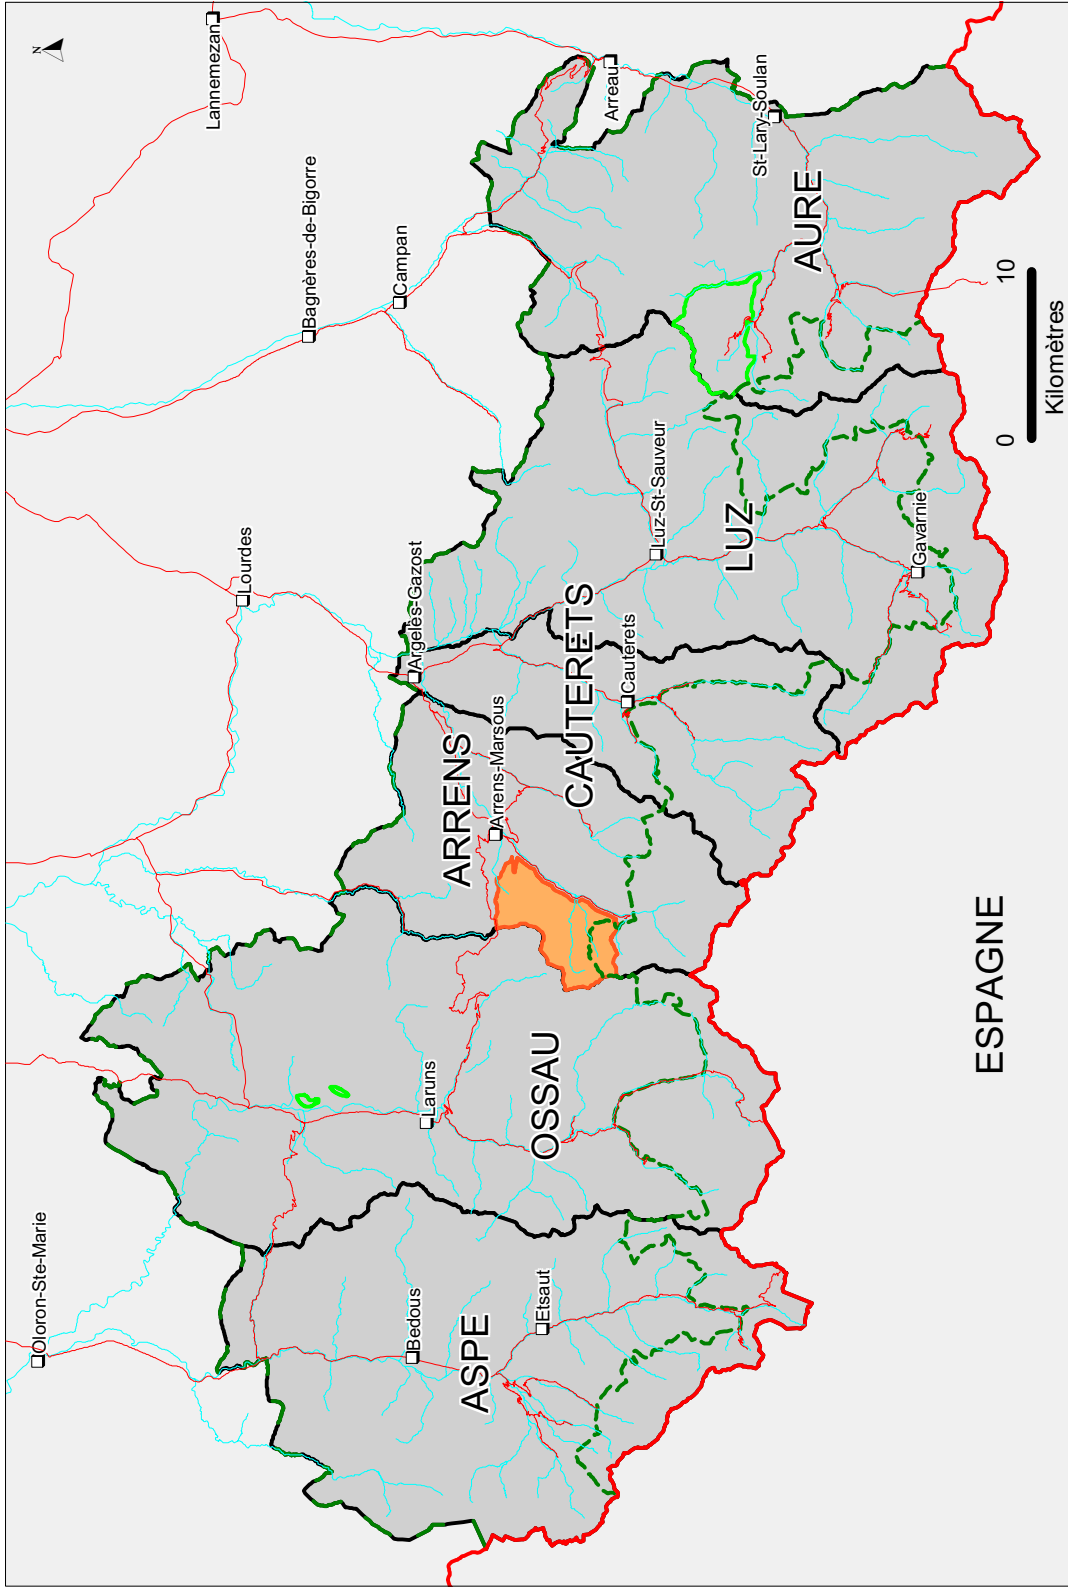 Oloron-Ste-Marie
Lourdes
Bagnères-de-Bigorre
Lannemezan
N
Campan
Bedous
Laruns
Argelès-Gazost
Arreau
ARRENS
Arrens-Marsous
ASPE
Etsaut
OSSAU
CAUTERETS
Cauterets
Luz-St-Sauveur
LUZ
St-Lary-Soulan
AURE
Gavarnie
ESPAGNE
0 10
Kilomètres